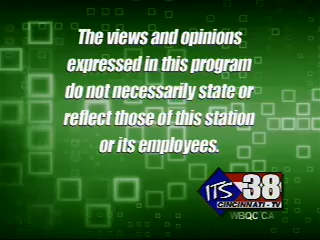 The views and opinions
expressed in this program
do not necessarily state or
reflect those of this station
or its employees.
ITS 38
CINCINNATI - TV
WBQC CA